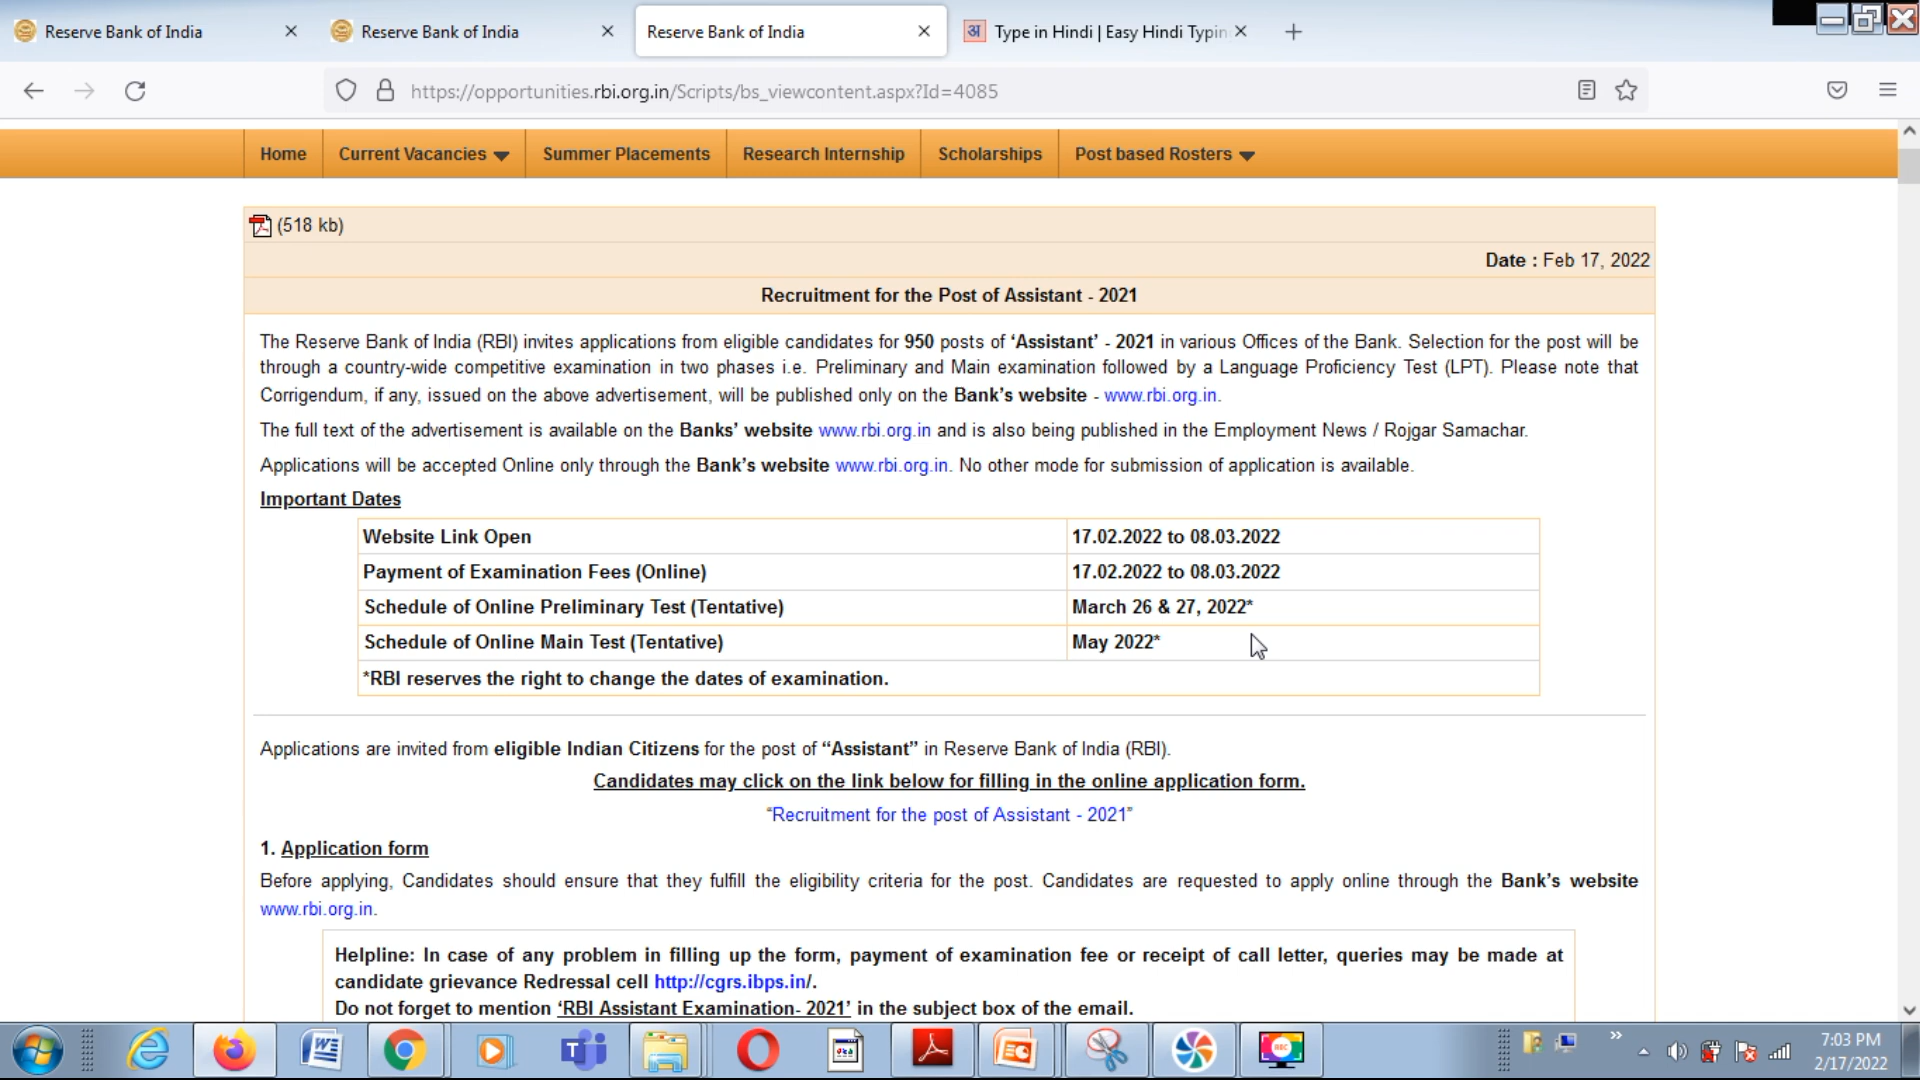 Reserve Bank of India
Reserve Bank of India
Reserve Bank of India
Type in Hindi | Easy Hindi Typin
https://opportunities.rbi.org.in/Scripts/bs_viewcontent.aspx?Id=4085
Home
Current Vacancies
Summer Placements
Research Internship
Scholarships
Post based Rosters
(518 kb)
Date : Feb 17, 2022
Recruitment for the Post of Assistant - 2021
The Reserve Bank of India (RBI) invites applications from eligible candidates for 950 posts of ‘Assistant’ - 2021 in various Offices of the Bank. Selection for the post will be
through a country-wide competitive examination in two phases i.e. Preliminary and Main examination followed by a Language Proficiency Test (LPT). Please note that
Corrigendum, if any, issued on the above advertisement, will be published only on the Bank’s website - www.rbi.org.in.
The full text of the advertisement is available on the Banks’ website www.rbi.org.in and is also being published in the Employment News / Rojgar Samachar.
Applications will be accepted Online only through the Bank’s website www.rbi.org.in. No other mode for submission of application is available.
Important Dates
Website Link Open 17.02.2022 to 08.03.2022
Payment of Examination Fees (Online) 17.02.2022 to 08.03.2022
Schedule of Online Preliminary Test (Tentative) March 26 & 27, 2022*
Schedule of Online Main Test (Tentative) May 2022*
*RBI reserves the right to change the dates of examination.
Applications are invited from eligible Indian Citizens for the post of “Assistant” in Reserve Bank of India (RBI).
Candidates may click on the link below for filling in the online application form.
“Recruitment for the post of Assistant - 2021”
1. Application form
Before applying, Candidates should ensure that they fulfill the eligibility criteria for the post. Candidates are requested to apply online through the Bank’s website
www.rbi.org.in.
Helpline: In case of any problem in filling up the form, payment of examination fee or receipt of call letter, queries may be made at
candidate grievance Redressal cell http://cgrs.ibps.in/.
Do not forget to mention ‘RBI Assistant Examination- 2021’ in the subject box of the email.
7:03 PM
2/17/2022